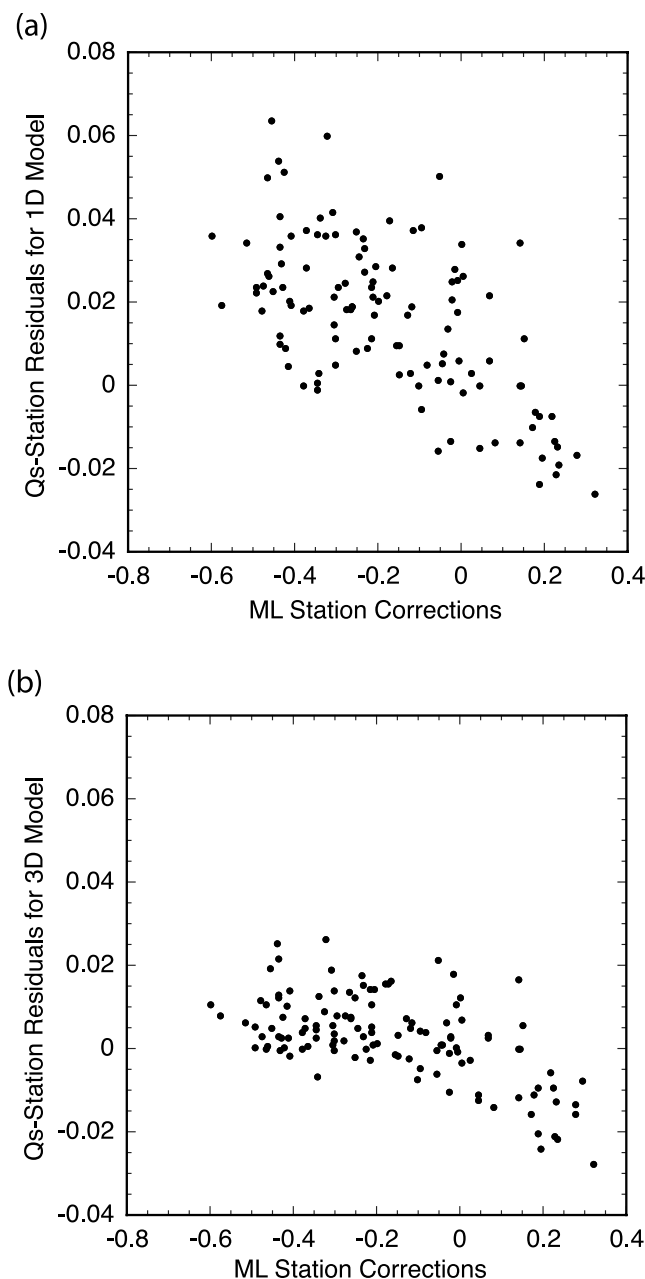 (a)
0.08
0.06
0.04
0.02
0
-0.02
-0.04
Qs-Station Residuals for 1D Model
-0.8 -0.6 -0.4 -0.2 0 0.2 0.4
ML Station Corrections
(b)
0.08
0.06
0.04
0.02
0
-0.02
-0.04
Qs-Station Residuals for 3D Model
-0.8 -0.6 -0.4 -0.2 0 0.2 0.4
ML Station Corrections